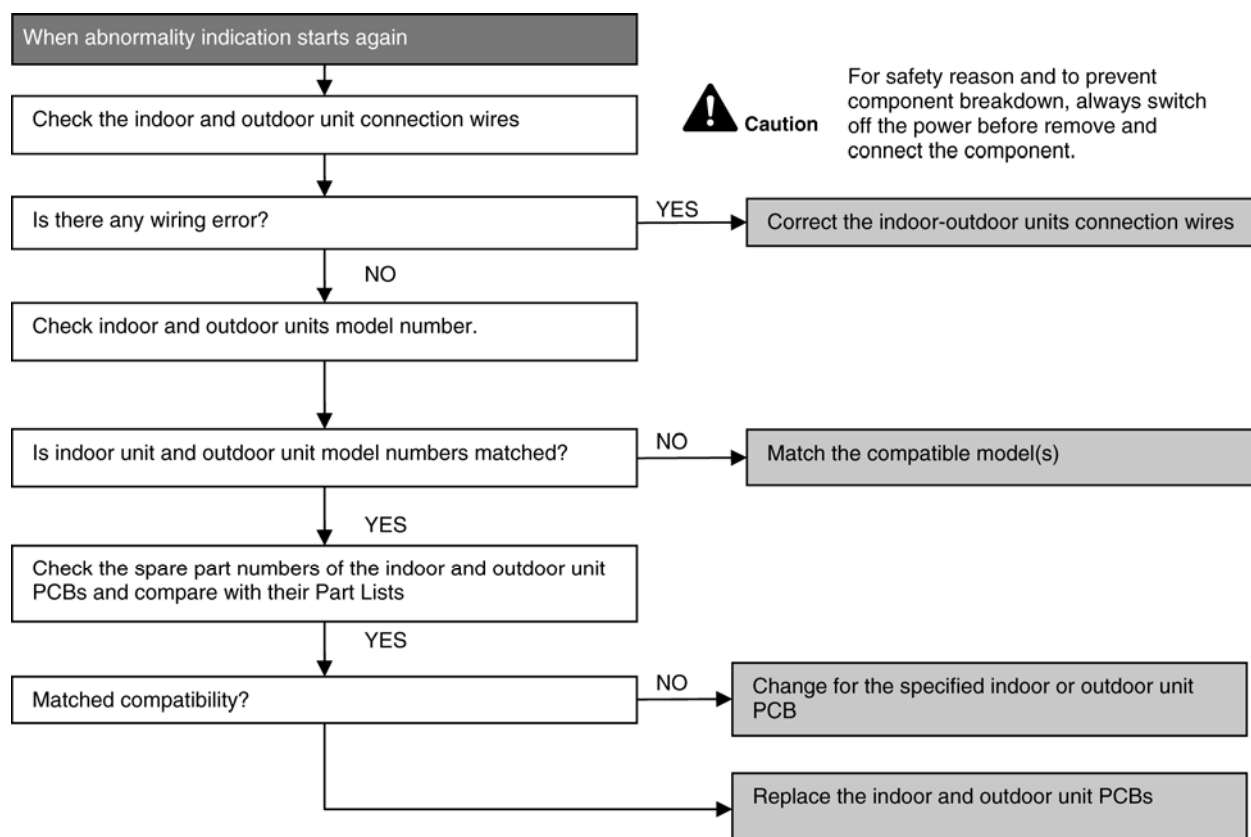 When abnormality indication starts again
Check the indoor and outdoor unit connection wires
Caution
For safety reason and to prevent
component breakdown, always switch
off the power before remove and
connect the component.
Is there any wiring error?
YES
Correct the indoor-outdoor units connection wires
NO
Check indoor and outdoor units model number.
Is indoor unit and outdoor unit model numbers matched?
NO
Match the compatible model(s)
YES
Check the spare part numbers of the indoor and outdoor unit
PCBs and compare with their Part Lists
YES
Matched compatibility?
NO
Change for the specified indoor or outdoor unit
PCB
Replace the indoor and outdoor unit PCBs